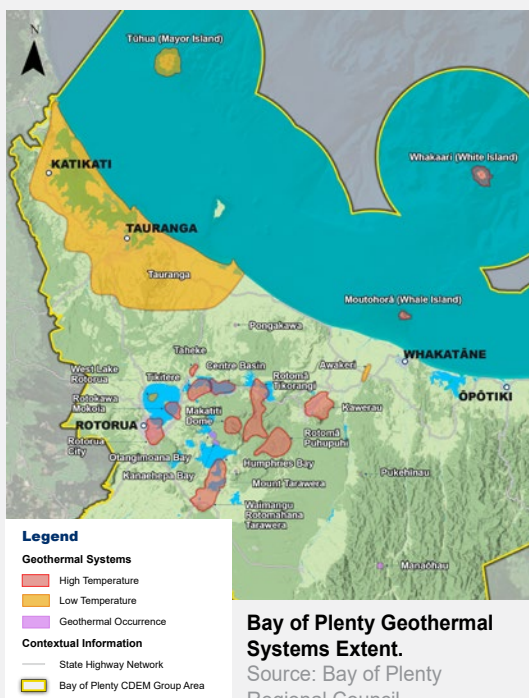 N
Tūhua (Mayor Island)
Whakaari (White Island)
KATIKATI
TAURANGA
Tauranga
Moutohorā (Whale Island)
Pongakawa
WHAKATĀNE
ŌPŌTIKI
Taheke
West Lake
Rotorua
Tikitere
Centre Basin
Rotomā
Tikorangi
Awakeri
Rotokawa
Mokoia
Makatiti
Dome
Kawerau
ROTORUA
Rotomā
Puhupuhi
Rotorua
City
Otangimoana Bay
Humphries Bay
Kanaehepa Bay
Pukehinau
Mount Tarawera
Waimangu
Rotomahana
Tarawera
Manaōhau
Legend
Geothermal Systems
High Temperature
Low Temperature
Geothermal Occurrence
Contextual Information
State Highway Network
Bay of Plenty CDEM Group Area
Bay of Plenty Geothermal
Systems Extent.
Source: Bay of Plenty
Regional Council